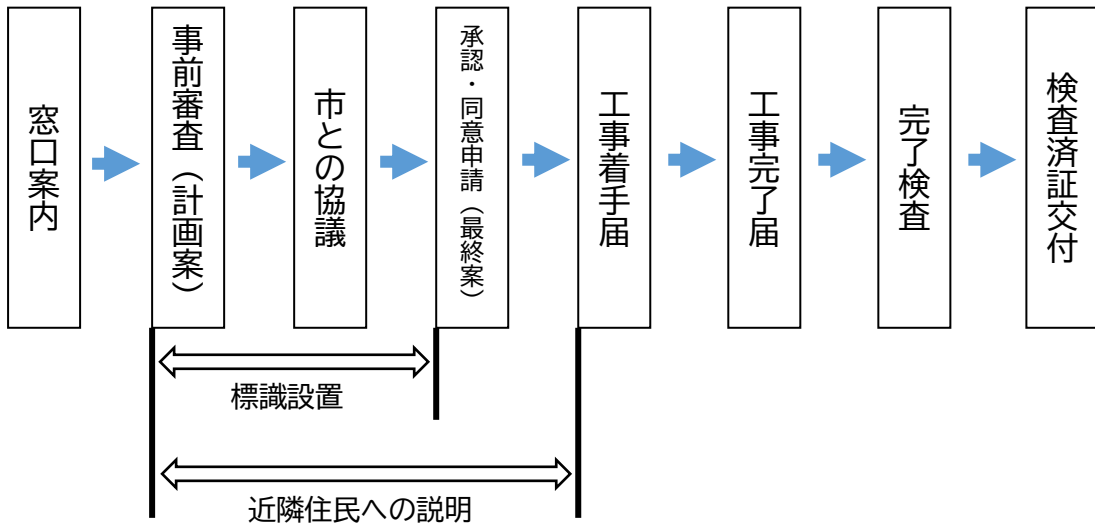 窓口案内
事前審査（計画案）
市との協議
承認・同意申請（最終案）
工事着手届
工事完了届
完了検査
検査済証交付
標識設置
近隣住民への説明